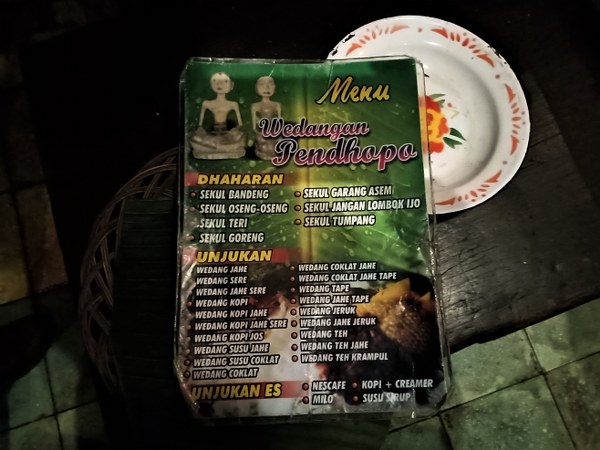 Menu
Wedangan
Pendhopo
DHAHARAN
SEKUL BANDENG
SEKUL OSENG-OSENG
SEKUL TERI
SEKUL GORENG
SEKUL GARANG ASEM
SEKUL JANGAN LOMBOK IJO
SEKUL TUMPANG
UNJUKAN
WEDANG JAHE
WEDANG SERE
WEDANG JAHE SERE
WEDANG KOPI
WEDANG KOPI JAHE
WEDANG KOPI JAHE SERE
WEDANG KOPI JOS
WEDANG SUSU JAHE
WEDANG SUSU COKLAT
WEDANG COKLAT
WEDANG COKLAT JAHE
WEDANG COKLAT JAHE TAPE
WEDANG TAPE
WEDANG JAHE TAPE
WEDANG JERUK
WEDANG JAHE JERUK
WEDANG TEH
WEDANG TEH JAHE
WEDANG TEH KRAMPUL
UNJUKAN ES
NESCAFE
MILO
KOPI + CREAMER
SUSU SIRUP